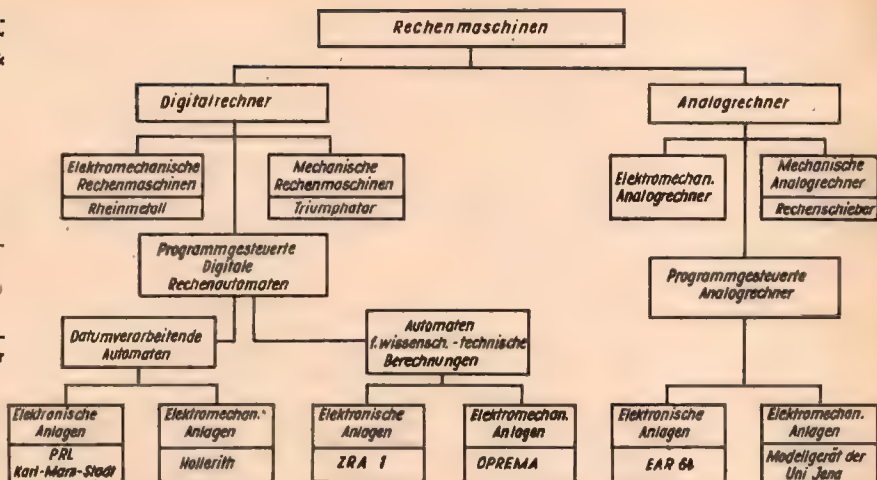 Rechenmaschinen
Digitalrechner
Analogrechner
Elektromechanische
Rechenmaschinen
Rheinmetall
Mechanische
Rechenmaschinen
Triumphator
Elektromechan.
Analogrechner
Mechanische
Analogrechner
Rechenschieber
Programmgesteuerte
Digitale
Rechenautomaten
Programmgesteuerte
Analogrechner
Datumverarbeitende
Automaten
Automaten
f. wissensch.-technische
Berechnungen
Elektronische
Anlagen
PRL
Karl-Marx-Stadt
Elektromechan.
Anlagen
Hollerith
Elektronische
Anlagen
ZRA 1
Elektromechan.
Anlagen
OPREMA
Elektronische
Anlagen
EAR
Elektromechan.
Anlagen
Modellgerät der
Uni Jena